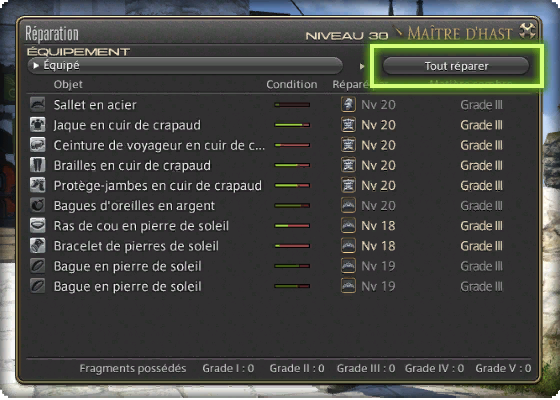 Réparation NIVEAU 30 MAÎTRE D'HAST
ÉQUIPEMENT
Équipé Tout réparer
Objet Condition
Sallet en acier Nv 20 Grade III
Jaque en cuir de crapaud Nv 20 Grade III
Ceinture de voyageur en cuir de c... Nv 20 Grade III
Brailles en cuir de crapaud Nv 20 Grade III
Protège-jambes en cuir de crapaud Nv 20 Grade III
Bagues d'oreilles en argent Nv 20 Grade III
Ras de cou en pierre de soleil Nv 18 Grade III
Bracelet de pierres de soleil Nv 18 Grade III
Bague en pierre de soleil Nv 19 Grade III
Bague en pierre de soleil Nv 19 Grade III
Fragments possédés Grade I : 0 Grade II : 0 Grade III : 0 Grade IV : 0 Grade V : 0